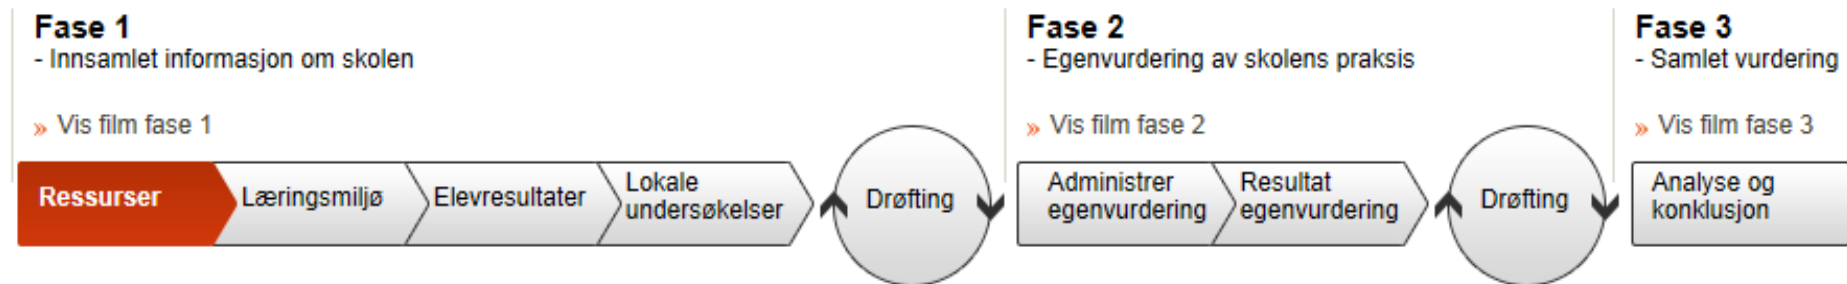 Fase 1
- Innsamlet informasjon om skolen
» Vis film fase 1
Ressurser
Læringsmiljø
Elevresultater
Lokale
undersøkelser
Drøfting
Fase 2
- Egenvurdering av skolens praksis
» Vis film fase 2
Administrer
egenvurdering
Resultat
egenvurdering
Drøfting
Fase 3
- Samlet vurdering
» Vis film fase 3
Analyse og
konklusjon